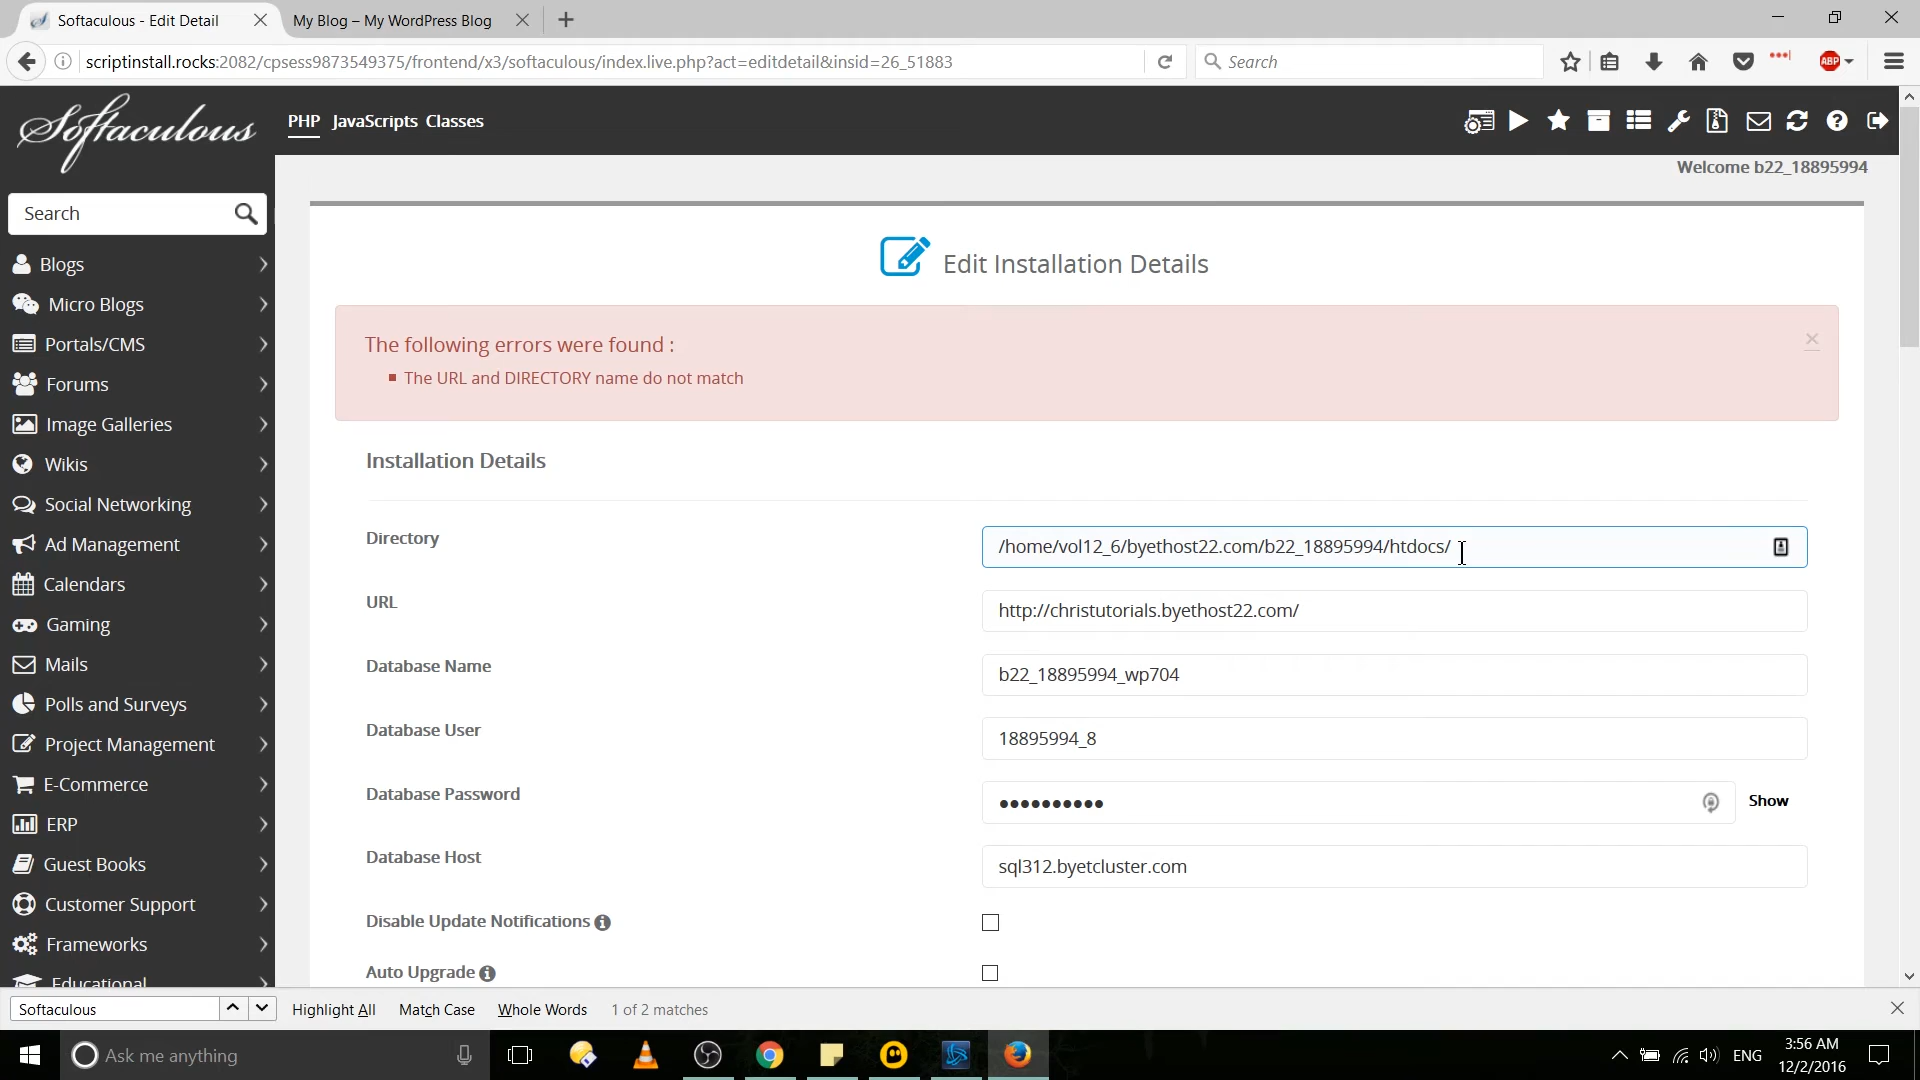 Softaculous - Edit Detail
My Blog – My WordPress Blog
scriptinstall.rocks:2082/cpsess9873549375/frontend/x3/softaculous/index.live.php?act=editdetail&insid=26_51883
Search
ABP
Softaculous
PHP JavaScripts Classes
Welcome b22_18895994
Search
Blogs
Micro Blogs
Portals/CMS
Forums
Image Galleries
Wikis
Social Networking
Ad Management
Calendars
Gaming
Mails
Polls and Surveys
Project Management
E-Commerce
ERP
Guest Books
Customer Support
Frameworks
Educational
Edit Installation Details
The following errors were found :
The URL and DIRECTORY name do not match
Installation Details
Directory
/home/vol12_6/byethost22.com/b22_18895994/htdocs/
URL
http://christutorials.byethost22.com/
Database Name
b22_18895994_wp704
Database User
18895994_8
Database Password
●●●●●●●●●●
Show
Database Host
sql312.byetcluster.com
Disable Update Notifications
Auto Upgrade
Softaculous
Highlight All
Match Case
Whole Words
1 of 2 matches
Ask me anything
ENG
3:56 AM
12/2/2016